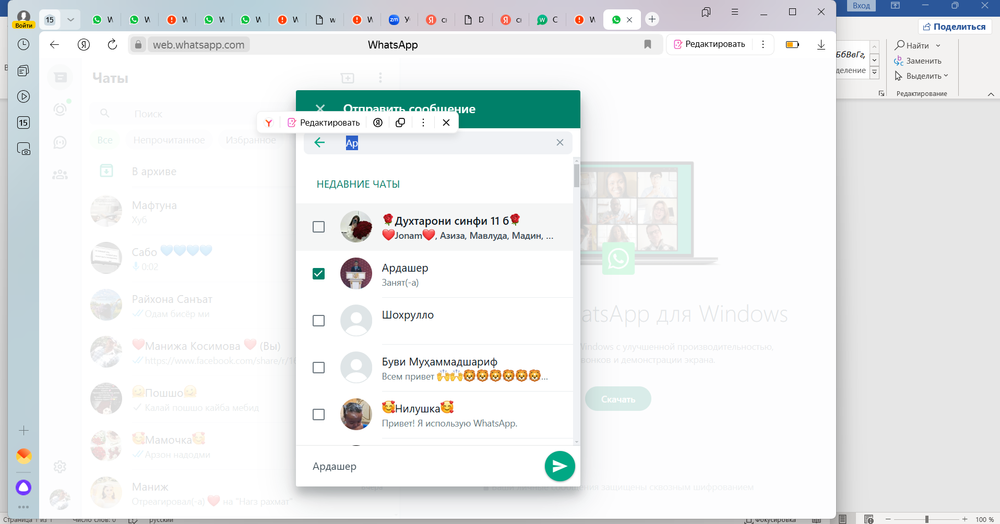 Вход
Войти
15
zm
web.whatsapp.com
WhatsApp
Редактировать
Поделиться
Найти
Заменить
Выделить
Редактирование
15
Чаты
Поиск
Все
Непрочитанное
Избранное
В архиве
Мафтуна
Хуб
Сабо 💙💙💙💙
0:02
Райхона Санъат
Одам бисёр ми
❤️Манижа Косимова ❤️ (Вы)
https://www.facebook.com/share/r/16
🤗Пошшо🤗
Калай пошшо кайба мебид
🥰Мамочка🥰
Арзон надодми
Маниж
Вчера
Отреагировал(-а) ❤️ на "Нагз рахмат"
Отправить сообщение
Редактировать
Ар
НЕДАВНИЕ ЧАТЫ
🌹Духтарони синфи 11 б🌹
❤️Jonam❤️, Азиза, Мавлуда, Мадин, ...
Ардашер
Занят(-а)
Шохрулло
Буви Муҳаммадшариф
Всем привет 🙌🙌🦁🦁🦁🦁🦁🦁...
🥰Нилушка🥰
Привет! Я использую WhatsApp.
Ардашер
atsApp для Windows
Windows с улучшенной производительностью,
вонков и демонстрации экрана.
Скачать
Ваши личные сообщения защищены сквозным шифрованием
Страница 1 из 1
Число слов: 0
русский
Фокусировка
100 %